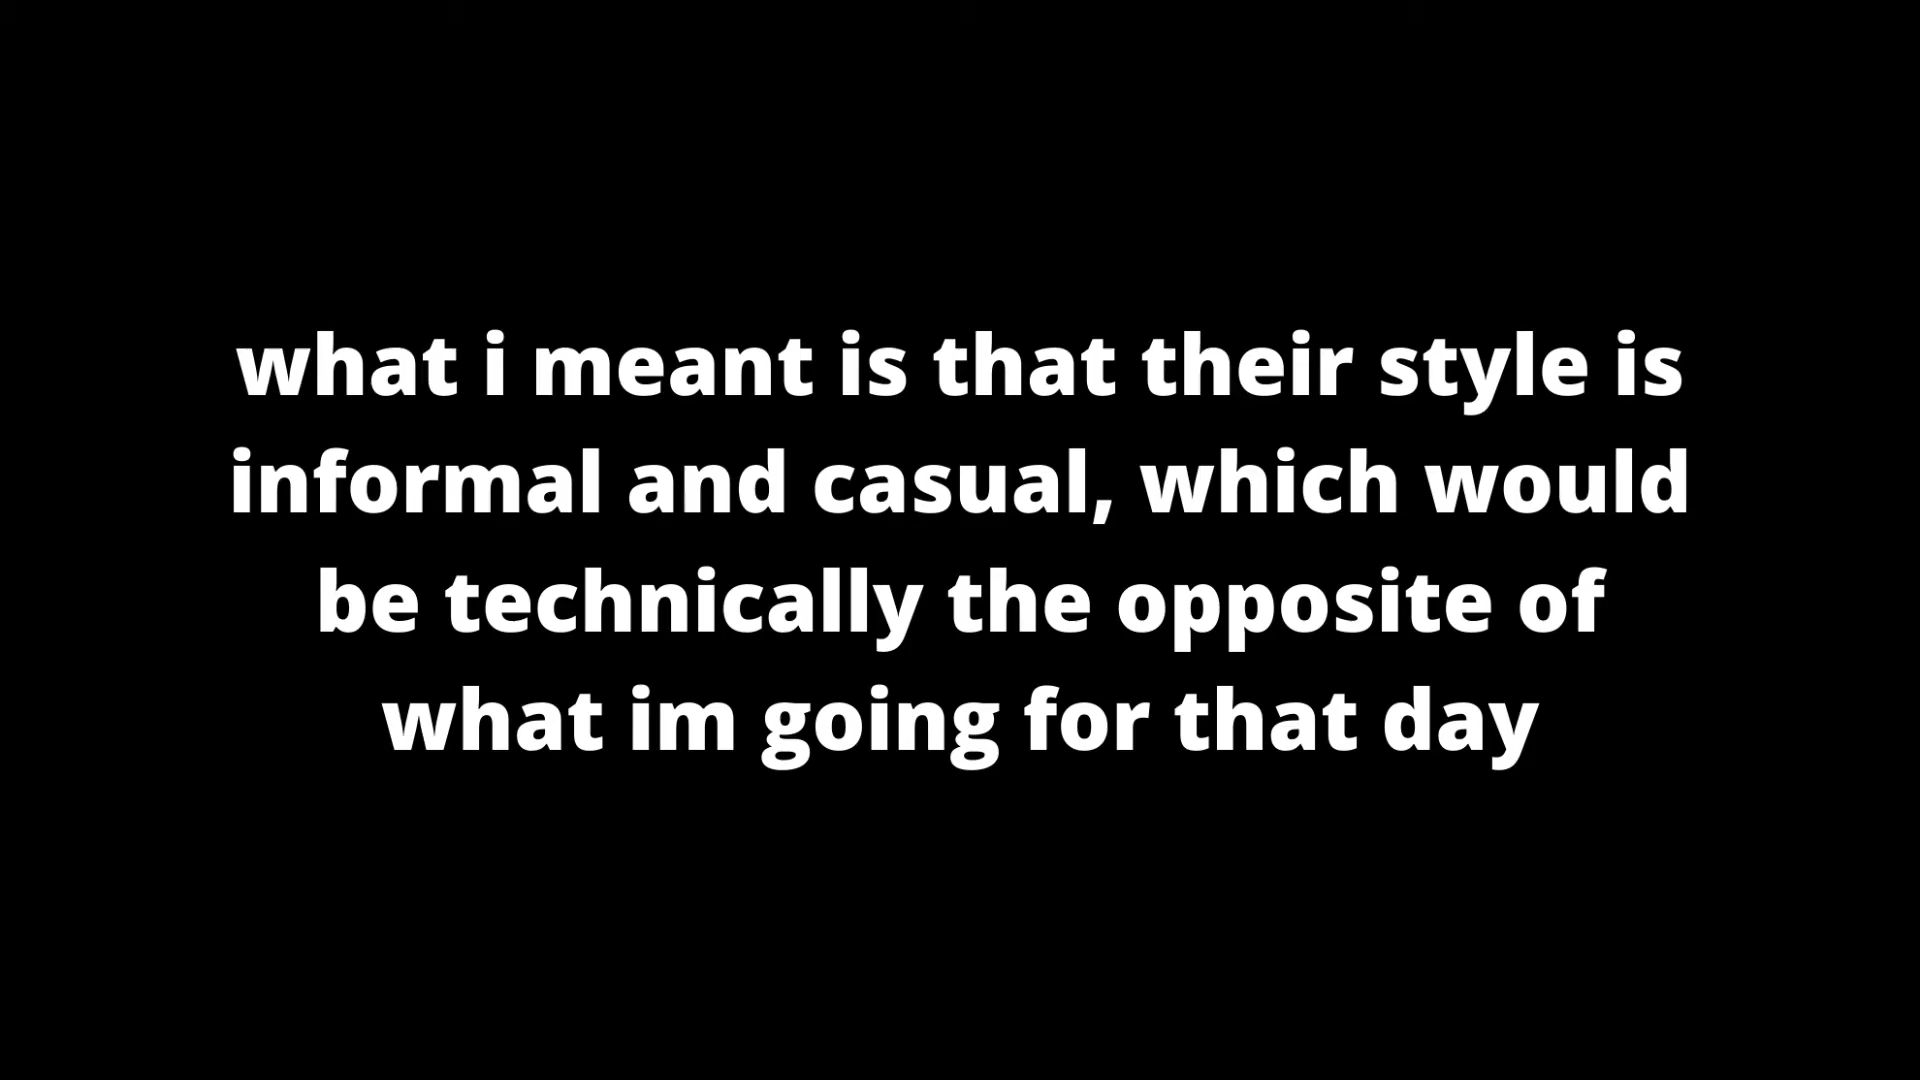 what i meant is that their style is
informal and casual, which would
be technically the opposite of
what im going for that day